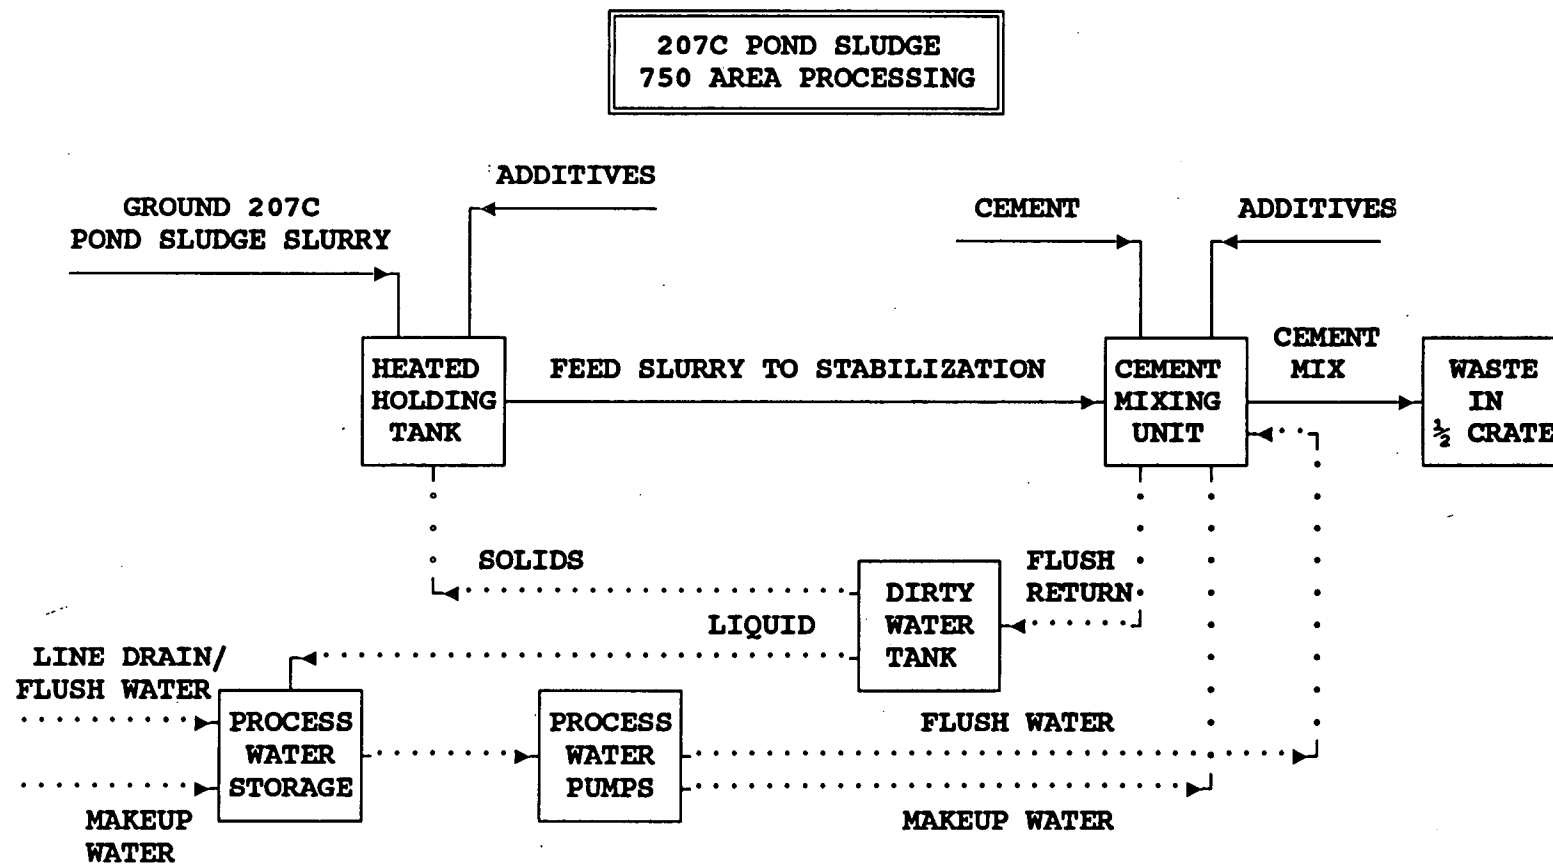 207C POND SLUDGE
750 AREA PROCESSING
ADDITIVES
GROUND 207C
POND SLUDGE SLURRY
CEMENT
ADDITIVES
HEATED
HOLDING
TANK
FEED SLURRY TO STABILIZATION
CEMENT
MIXING
UNIT
CEMENT
MIX
WASTE
IN
½ CRATE
SOLIDS
LIQUID
DIRTY
WATER
TANK
FLUSH
RETURN
LINE DRAIN/
FLUSH WATER
PROCESS
WATER
STORAGE
PROCESS
WATER
PUMPS
FLUSH WATER
MAKEUP WATER
MAKEUP
WATER